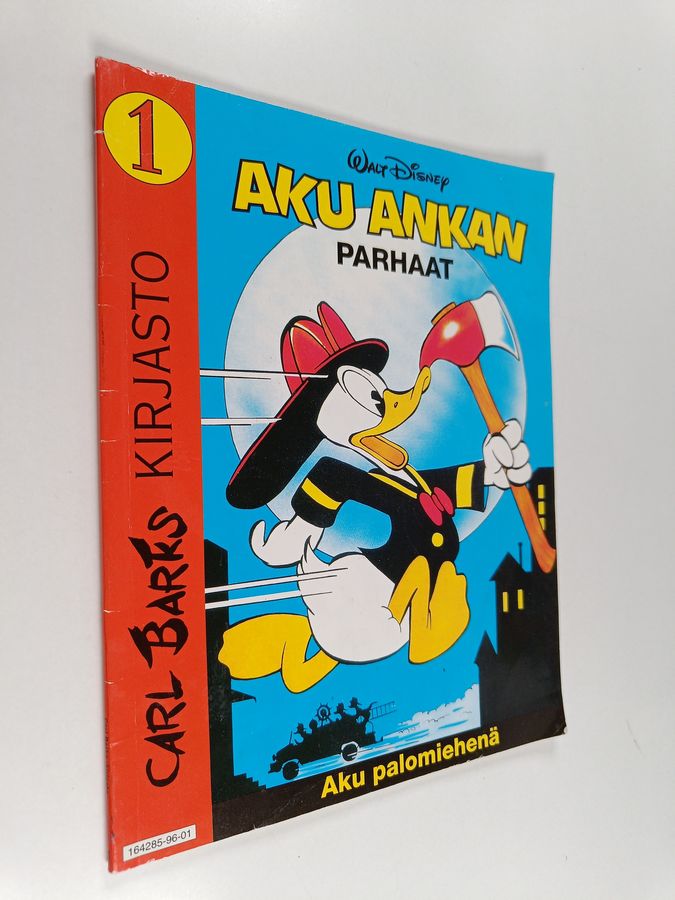 1
WALT DISNEY
AKU ANKAN
PARHAAT
CARL BARKS KIRJASTO
Aku palomiehenä
164285-96-01